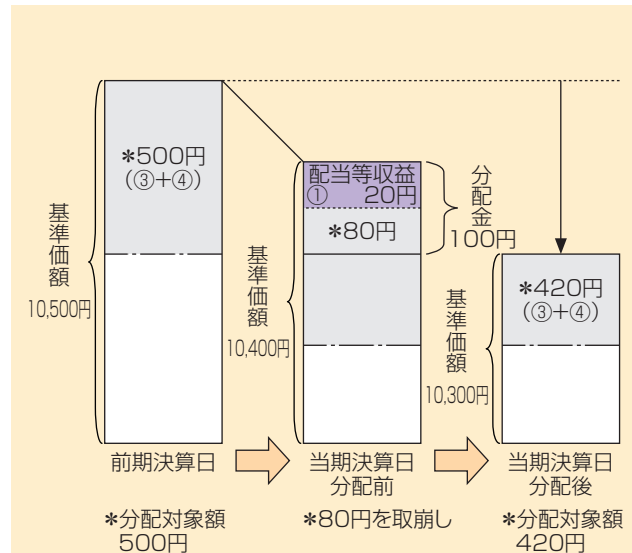 *500円
(③+④)
基準価額
10,500円
前期決算日
*分配対象額
500円
配当等収益
① 20円
*80円
分配金
100円
基準価額
10,400円
当期決算日
分配前
*80円を取崩し
*420円
(③+④)
基準価額
10,300円
当期決算日
分配後
*分配対象額
420円